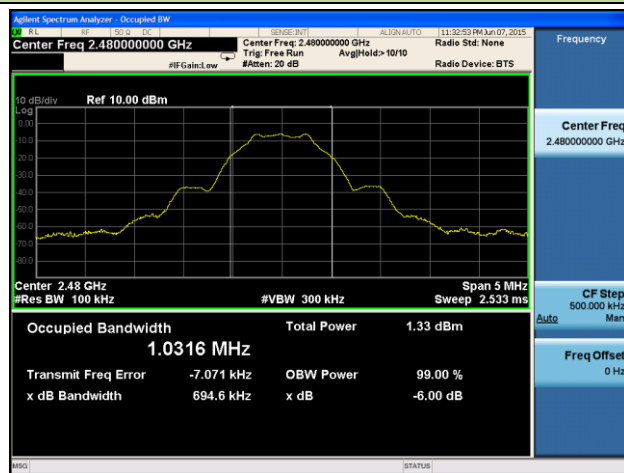 Agilent Spectrum Analyzer - Occupied BW
RL RF 50 Ω DC SENSE:INT ALIGN AUTO 11:32:53 PM Jun 07, 2015
Center Freq 2.480000000 GHz Center Freq: 2.480000000 GHz Radio Std: None
Trig: Free Run Avg|Hold:> 10/10
#IFGain:Low #Atten: 20 dB Radio Device: BTS
10 dB/div Ref 10.00 dBm
Log
0.00
-10.0
-20.0
-30.0
-40.0
-50.0
-60.0
-70.0
-80.0
Center 2.48 GHz Span 5 MHz
#Res BW 100 kHz #VBW 300 kHz Sweep 2.533 ms
Occupied Bandwidth Total Power 1.33 dBm
1.0316 MHz
Transmit Freq Error -7.071 kHz OBW Power 99.00 %
x dB Bandwidth 694.6 kHz x dB -6.00 dB
MSG STATUS
Frequency
Center Freq
2.480000000 GHz
CF Step
500.000 kHz
Auto Man
Freq Offset
0 Hz